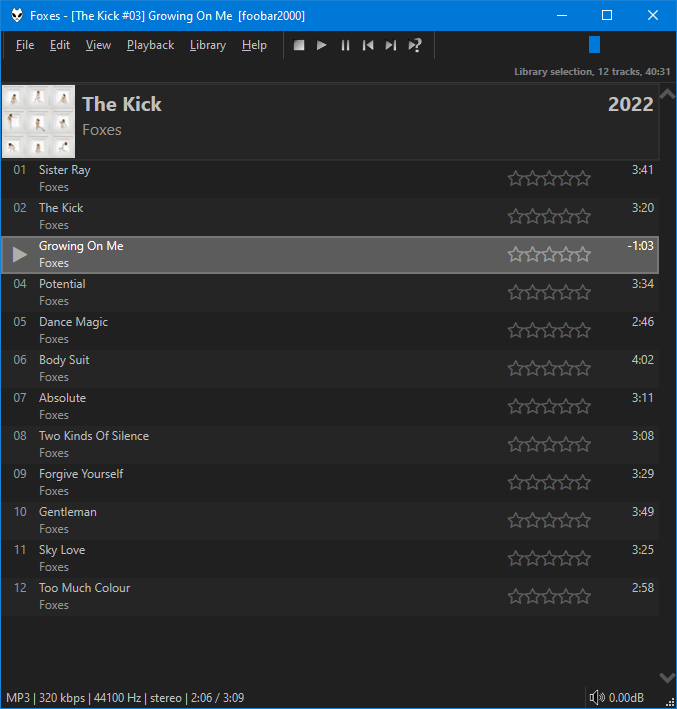 Foxes - [The Kick #03] Growing On Me [foobar2000]
File Edit View Playback Library Help
Library selection, 12 tracks, 40:31
The Kick 2022
Foxes
01 Sister Ray 3:41
Foxes
02 The Kick 3:20
Foxes
Growing On Me -1:03
Foxes
04 Potential 3:34
Foxes
05 Dance Magic 2:46
Foxes
06 Body Suit 4:02
Foxes
07 Absolute 3:11
Foxes
08 Two Kinds Of Silence 3:08
Foxes
09 Forgive Yourself 3:29
Foxes
10 Gentleman 3:49
Foxes
11 Sky Love 3:25
Foxes
12 Too Much Colour 2:58
Foxes
MP3 | 320 kbps | 44100 Hz | stereo | 2:06 / 3:09 0.00dB